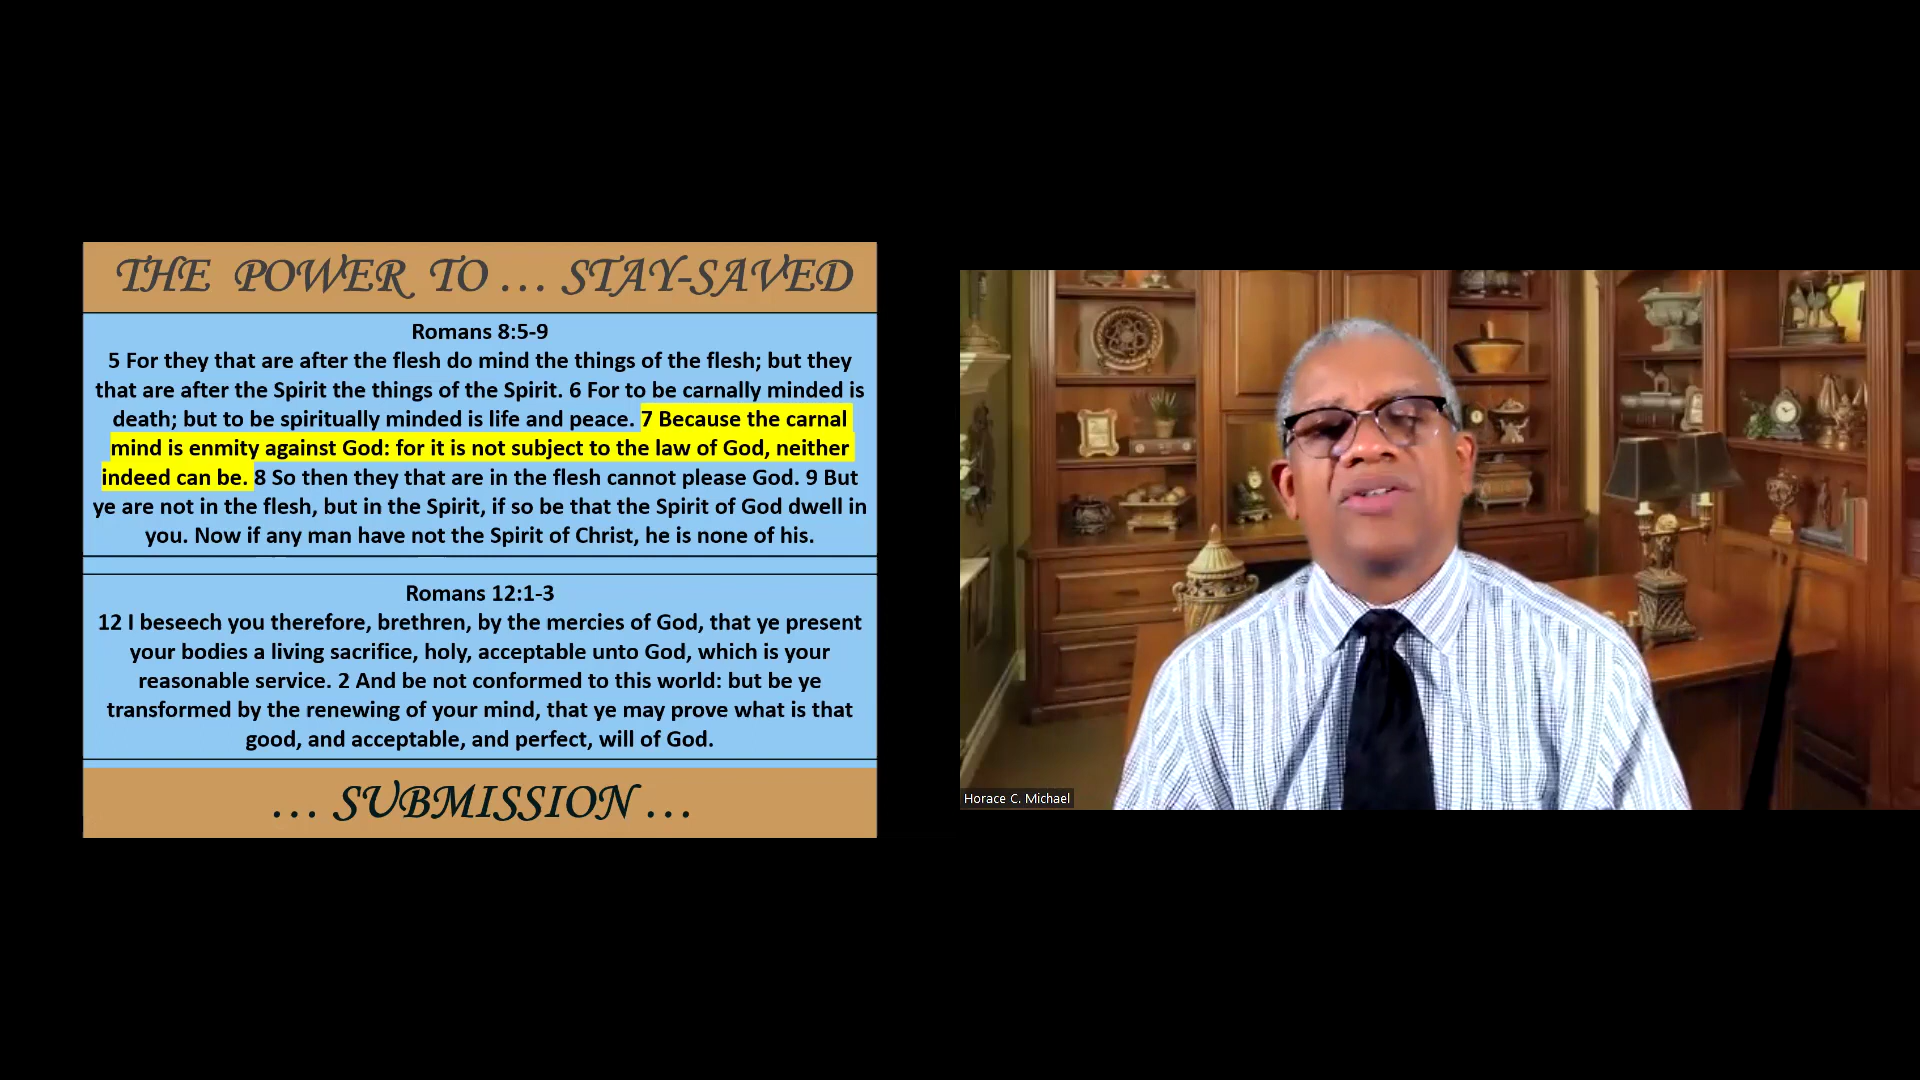 THE POWER TO ... STAY-SAVED
Romans 8:5-9
5 For they that are after the flesh do mind the things of the flesh; but they
that are after the Spirit the things of the Spirit. 6 For to be carnally minded is
death; but to be spiritually minded is life and peace. 7 Because the carnal
mind is enmity against God: for it is not subject to the law of God, neither
indeed can be. 8 So then they that are in the flesh cannot please God. 9 But
ye are not in the flesh, but in the Spirit, if so be that the Spirit of God dwell in
you. Now if any man have not the Spirit of Christ, he is none of his.
Romans 12:1-3
12 I beseech you therefore, brethren, by the mercies of God, that ye present
your bodies a living sacrifice, holy, acceptable unto God, which is your
reasonable service. 2 And be not conformed to this world: but be ye
transformed by the renewing of your mind, that ye may prove what is that
good, and acceptable, and perfect, will of God.
... SUBMISSION ...
Horace C. Michael